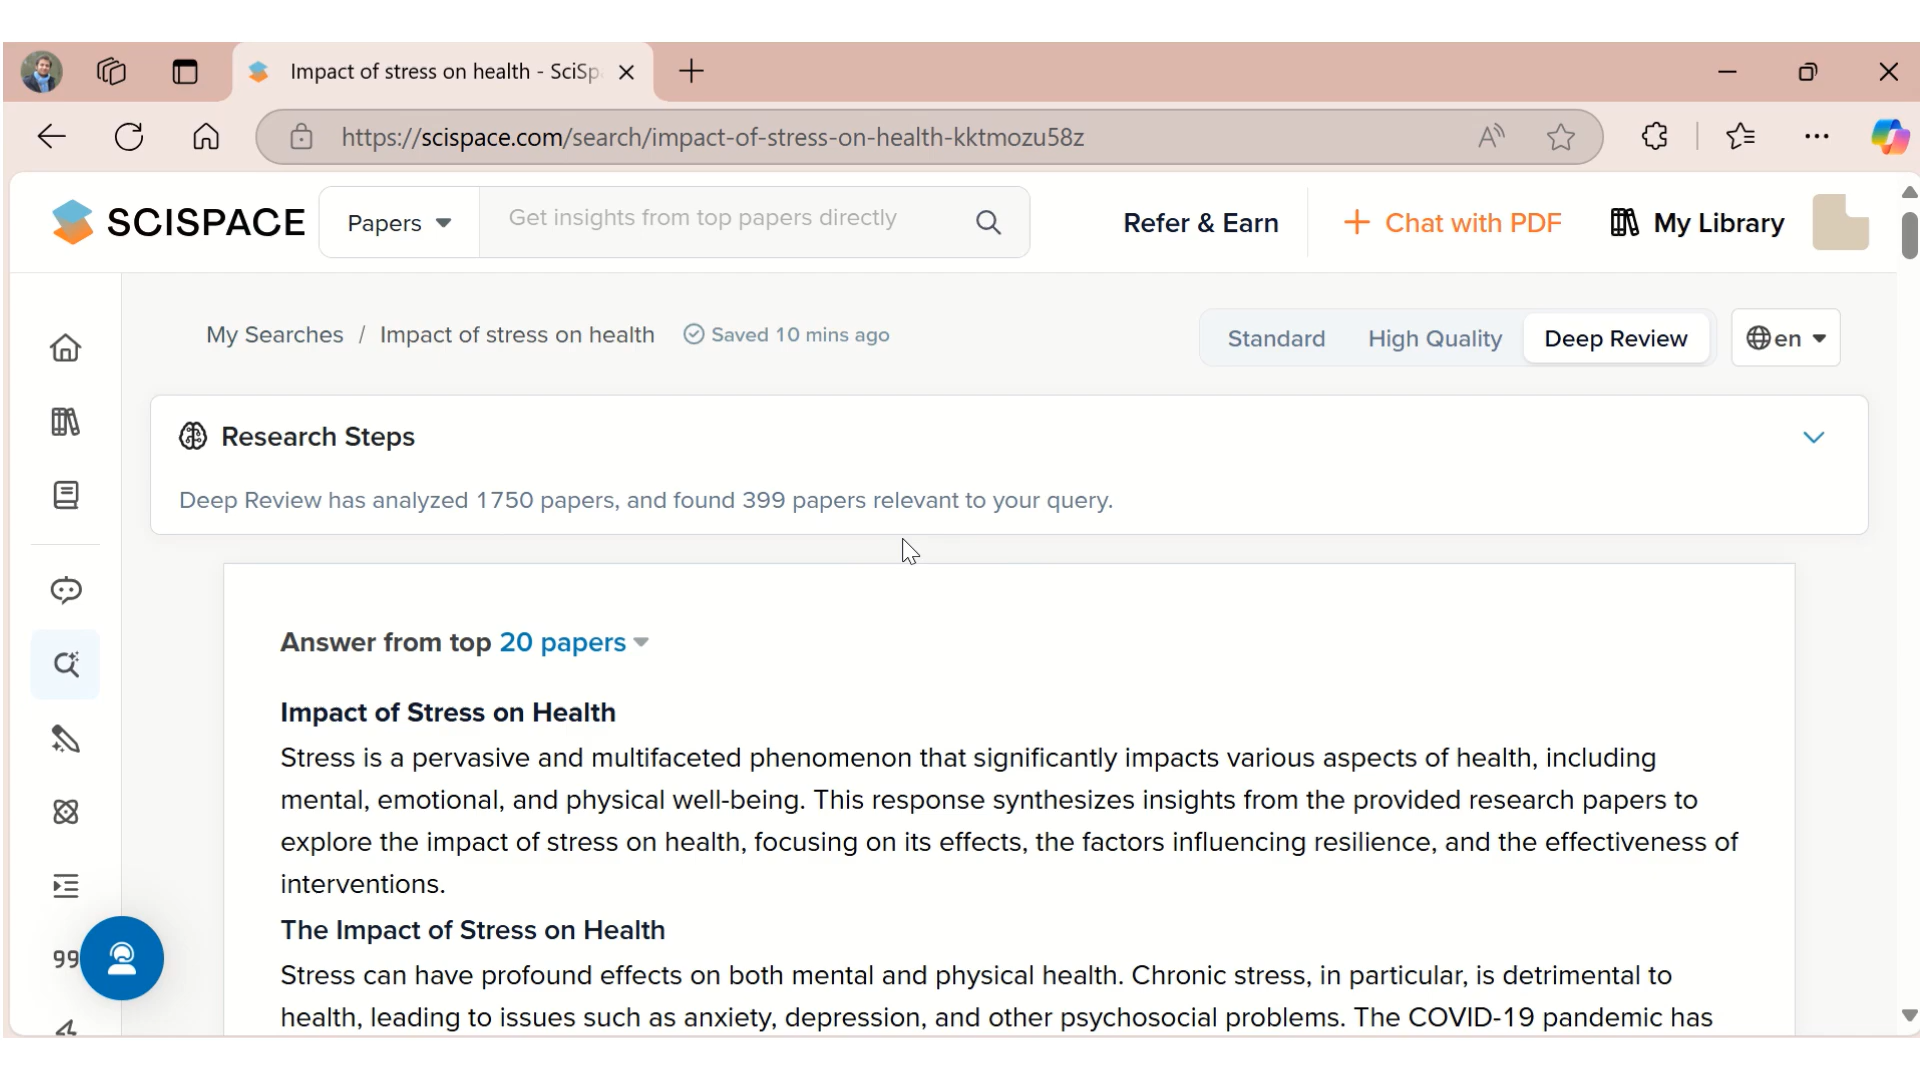 Impact of stress on health - SciSp
https://scispace.com/search/impact-of-stress-on-health-kktmozu58z
SCISPACE
Papers
Get insights from top papers directly
Refer & Earn
+ Chat with PDF
My Library
My Searches / Impact of stress on health
Saved 10 mins ago
Standard
High Quality
Deep Review
en
Research Steps
Deep Review has analyzed 1750 papers, and found 399 papers relevant to your query.
Answer from top 20 papers
Impact of Stress on Health
Stress is a pervasive and multifaceted phenomenon that significantly impacts various aspects of health, including
mental, emotional, and physical well-being. This response synthesizes insights from the provided research papers to
explore the impact of stress on health, focusing on its effects, the factors influencing resilience, and the effectiveness of
interventions.
The Impact of Stress on Health
Stress can have profound effects on both mental and physical health. Chronic stress, in particular, is detrimental to
health, leading to issues such as anxiety, depression, and other psychosocial problems. The COVID-19 pandemic has